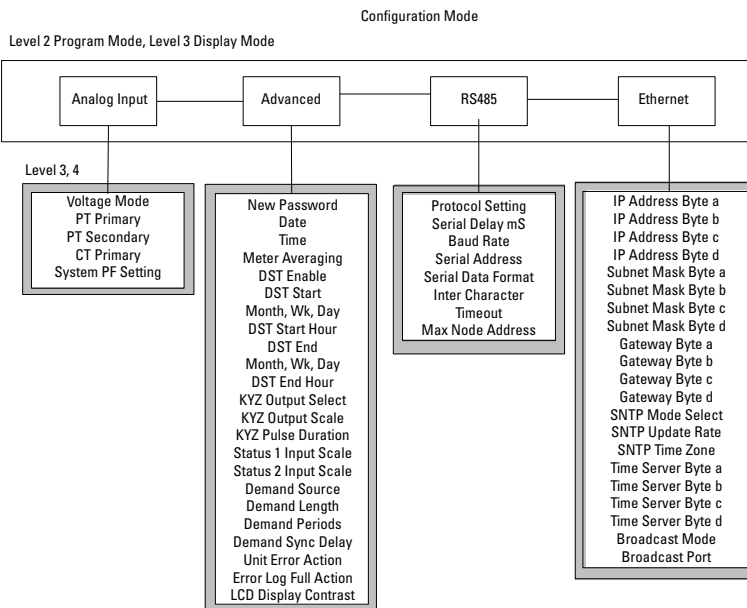 Configuration Mode
Level 2 Program Mode, Level 3 Display Mode
Analog Input
Advanced
RS485
Ethernet
Level 3, 4
Voltage Mode
PT Primary
PT Secondary
CT Primary
System PF Setting
New Password
Date
Time
Meter Averaging
DST Enable
DST Start
Month, Wk, Day
DST Start Hour
DST End
Month, Wk, Day
DST End Hour
KYZ Output Select
KYZ Output Scale
KYZ Pulse Duration
Status 1 Input Scale
Status 2 Input Scale
Demand Source
Demand Length
Demand Periods
Demand Sync Delay
Unit Error Action
Error Log Full Action
LCD Display Contrast
Protocol Setting
Serial Delay mS
Baud Rate
Serial Address
Serial Data Format
Inter Character
Timeout
Max Node Address
IP Address Byte a
IP Address Byte b
IP Address Byte c
IP Address Byte d
Subnet Mask Byte a
Subnet Mask Byte b
Subnet Mask Byte c
Subnet Mask Byte d
Gateway Byte a
Gateway Byte b
Gateway Byte c
Gateway Byte d
SNTP Mode Select
SNTP Update Rate
SNTP Time Zone
Time Server Byte a
Time Server Byte b
Time Server Byte c
Time Server Byte d
Broadcast Mode
Broadcast Port